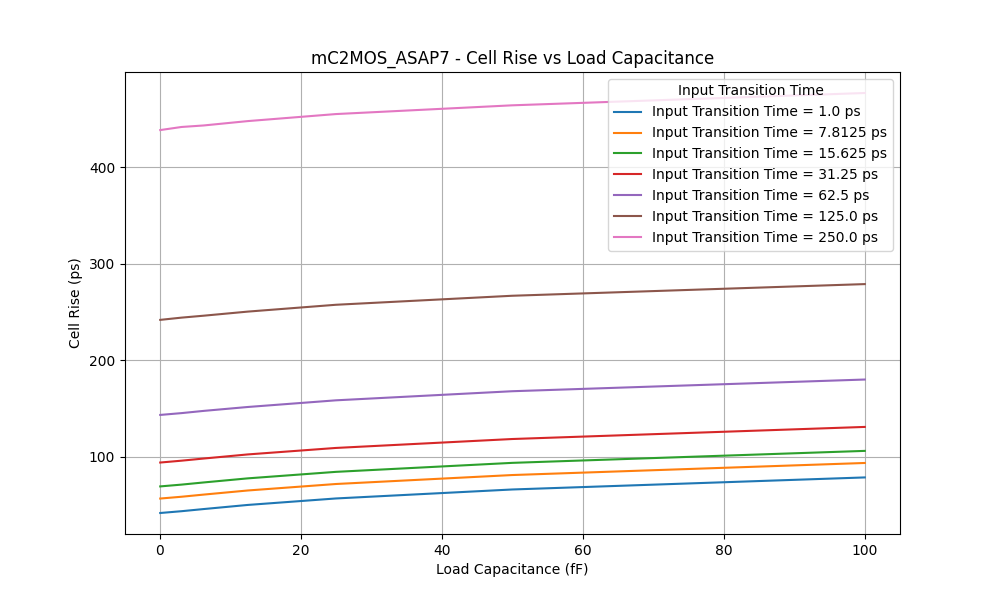 mC2MOS_ASAP7 - Cell Rise vs Load Capacitance
Input Transition Time
Input Transition Time = 1.0 ps
Input Transition Time = 7.8125 ps
Input Transition Time = 15.625 ps
Input Transition Time = 31.25 ps
Input Transition Time = 62.5 ps
Input Transition Time = 125.0 ps
Input Transition Time = 250.0 ps
Cell Rise (ps)
400
300
200
100
0 20 40 60 80 100
Load Capacitance (fF)